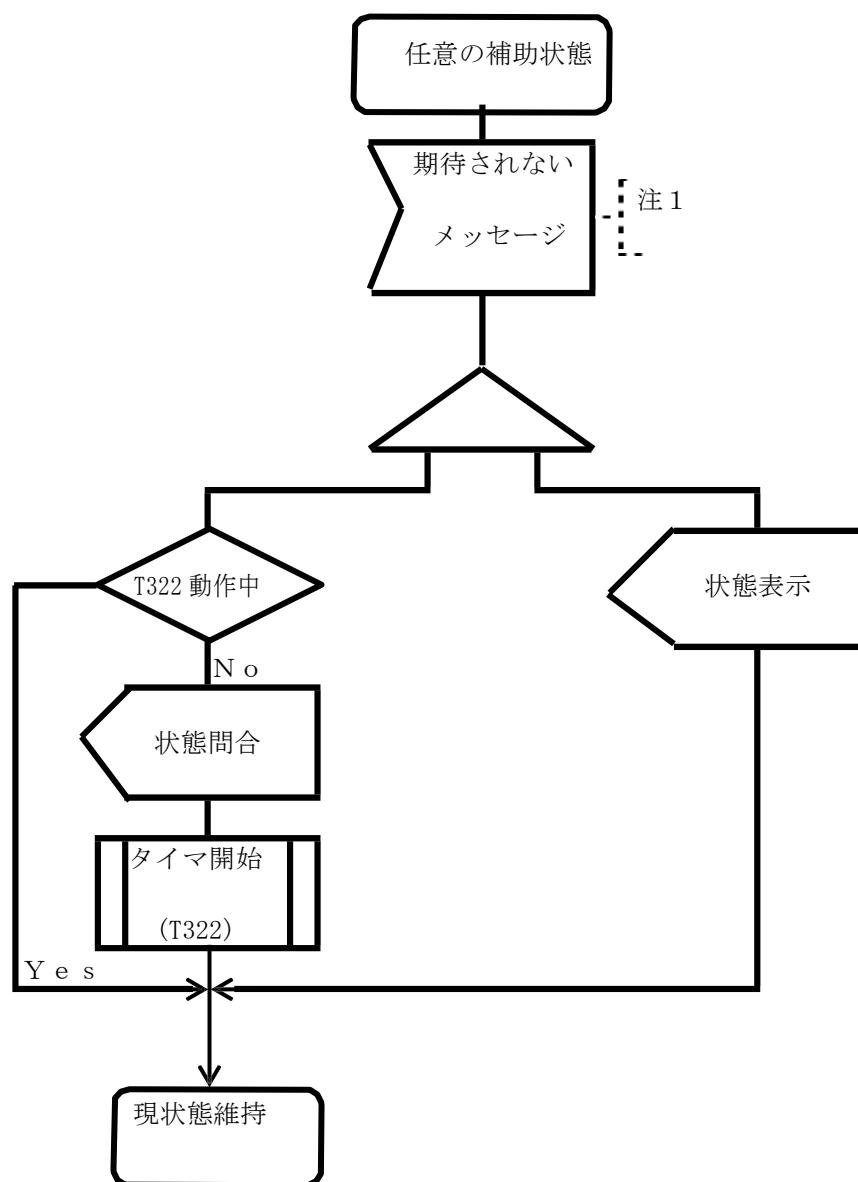 任意の補助状態
期待されない
メッセージ
注１
T322 動作中
状態表示
Ｎｏ
状態問合
タイマ開始
(T322)
Ｙｅｓ
現状態維持